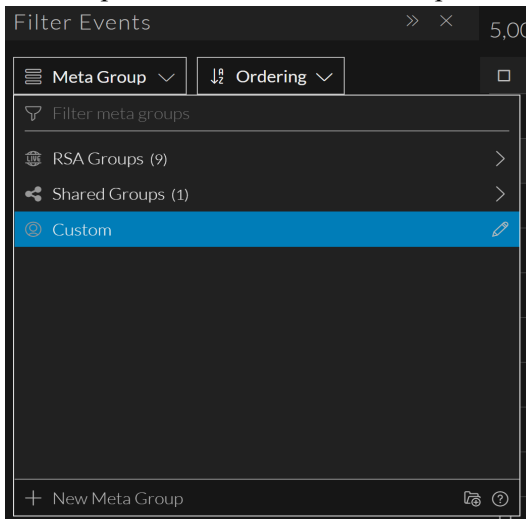 Filter Events
5,00
Meta Group
Ordering
Filter meta groups
LIVE RSA Groups (9)
Shared Groups (1)
Custom
New Meta Group